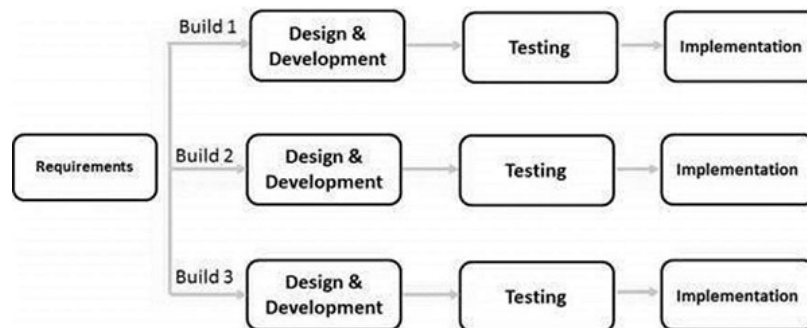 Build 1
Design &
Development
Testing
Implementation
Requirements
Build 2
Design &
Development
Testing
Implementation
Build 3
Design &
Development
Testing
Implementation